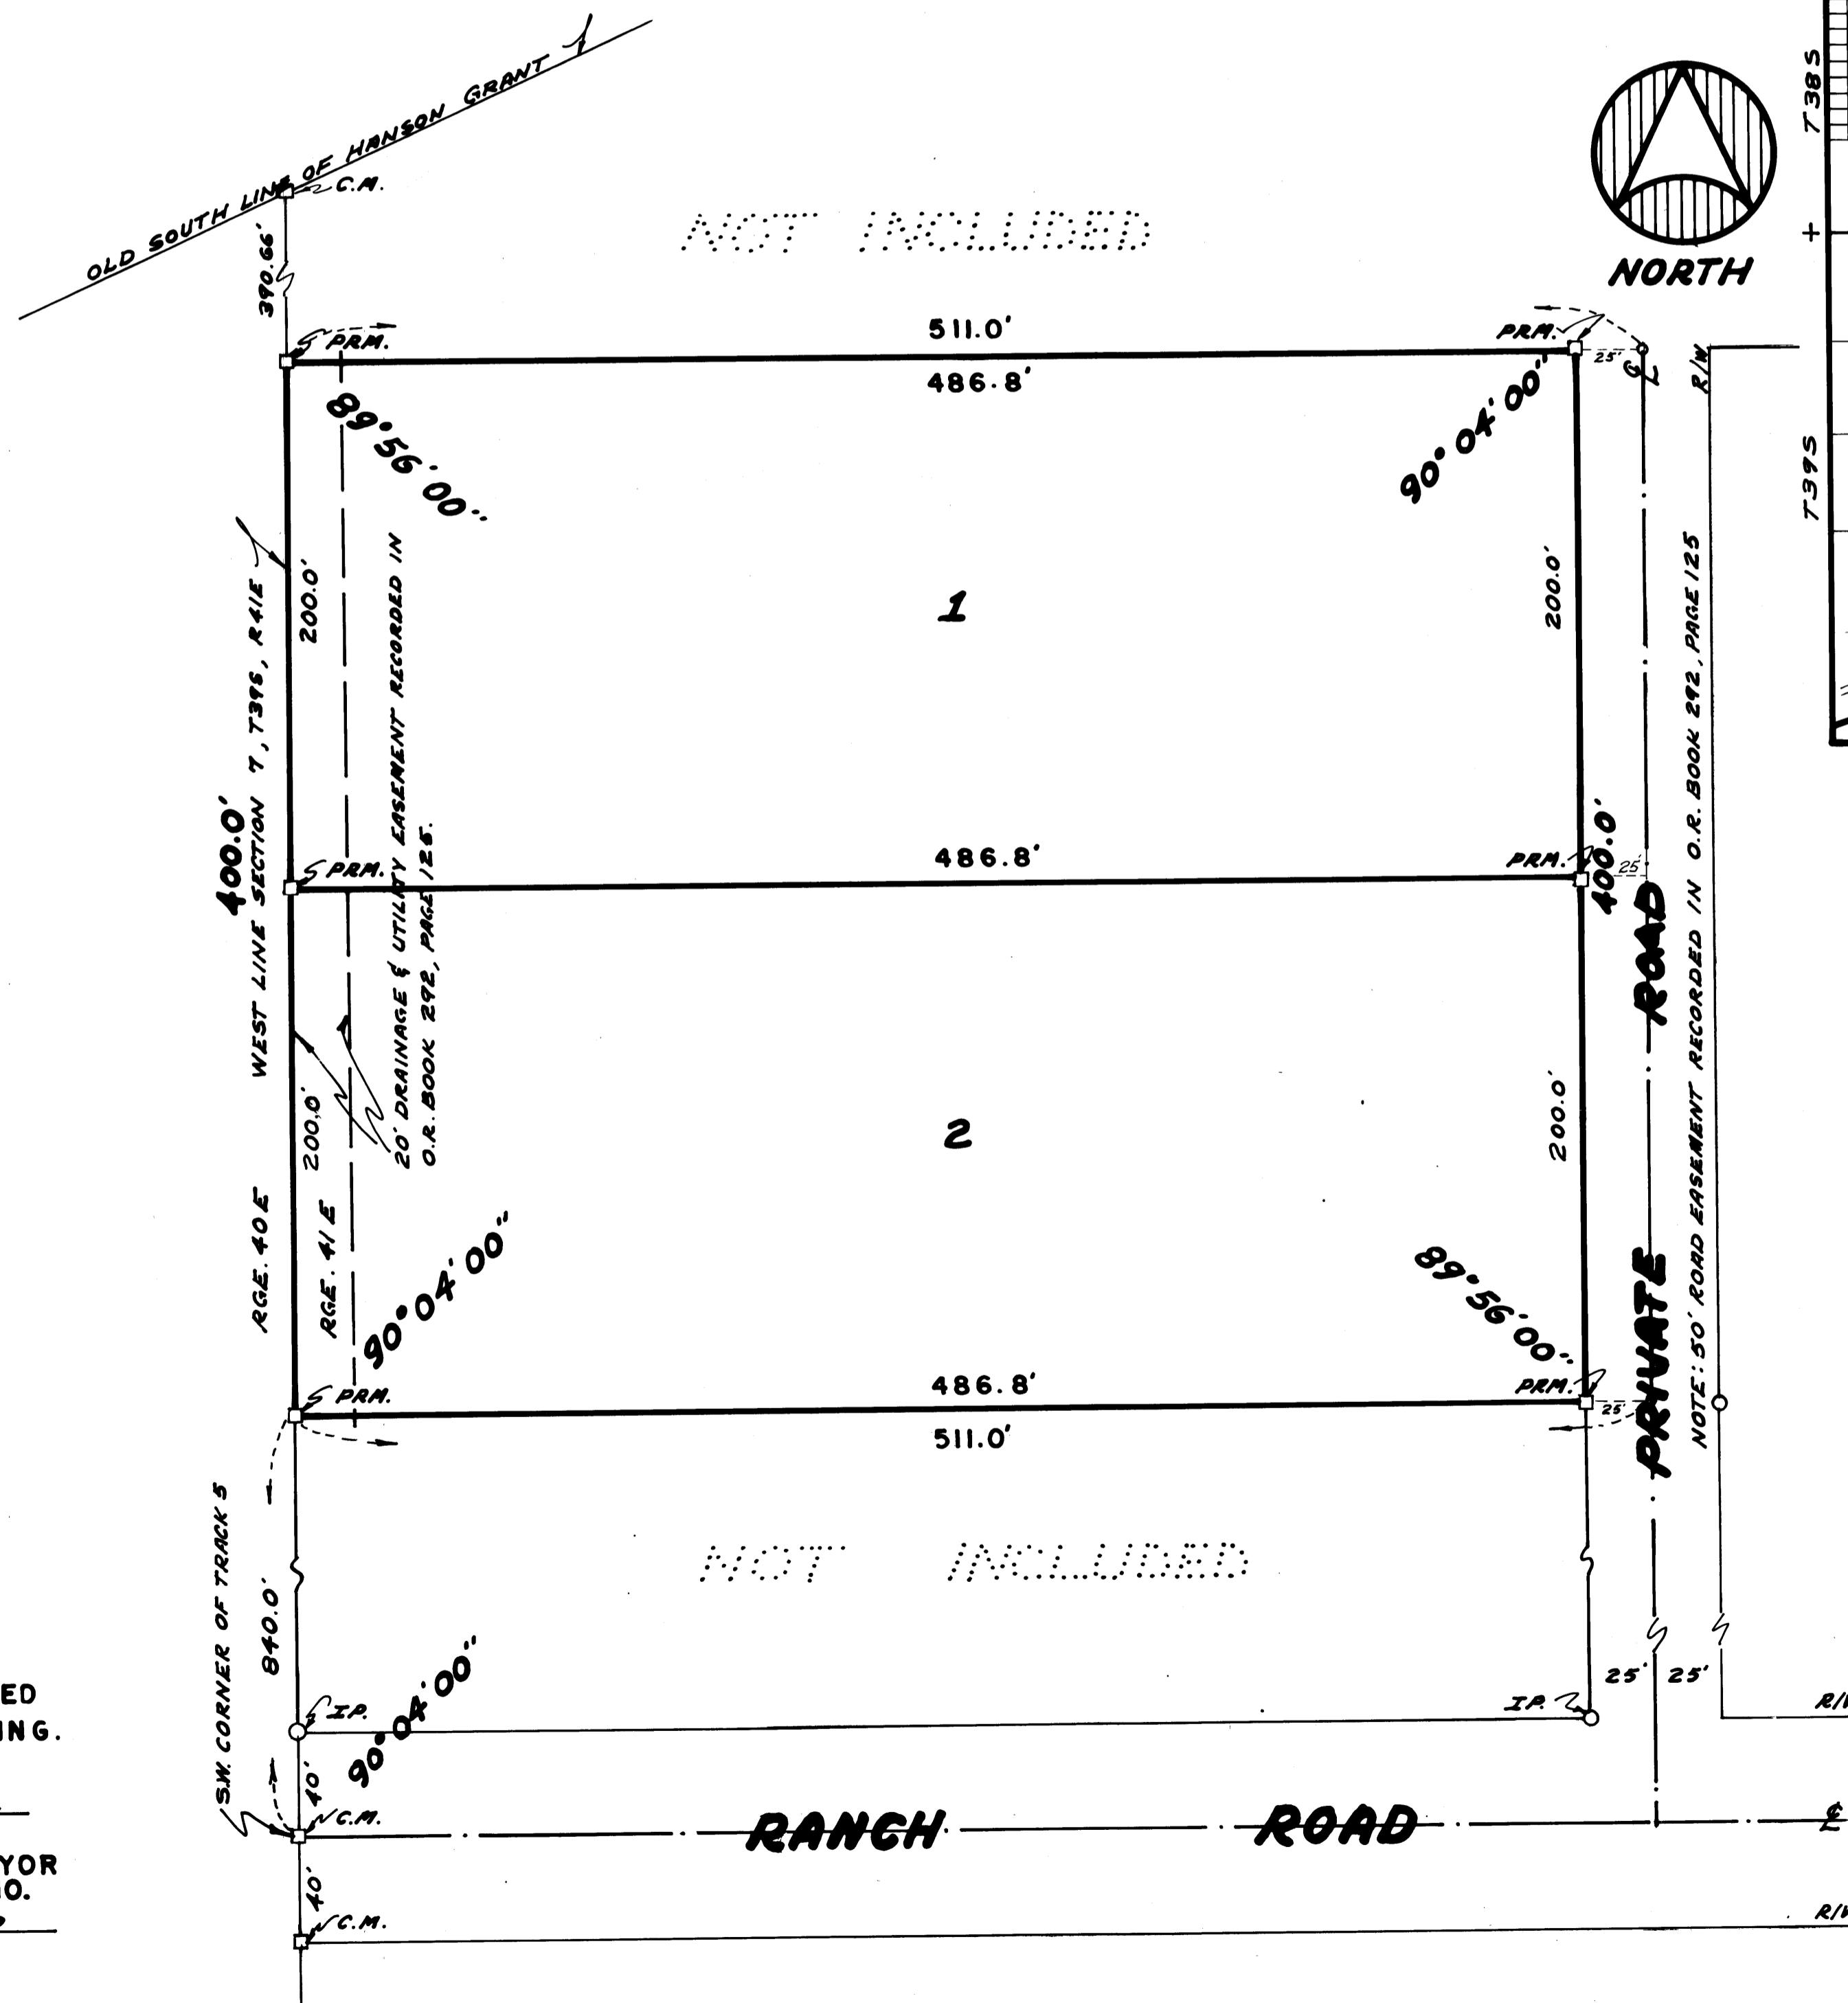 OLD SOUTH LINE OF HANSON GRANT
C.M.
390.66'
NOT INCLUDED
NORTH
T38S
T39S
PRM.
511.0'
486.8'
PRM.
25'
R/W
89°56'00"
90°04'00"
200.0'
1
200.0'
WEST LINE SECTION 7, T39S, R41E
400.0'
20' DRAINAGE & UTILITY EASEMENT RECORDED IN
O.R. BOOK 292, PAGE 125.
NOTE: 50' ROAD EASEMENT RECORDED IN O.R. BOOK 292, PAGE 125
PRM.
486.8'
PRM.
25'
400.0'
PRIVATE ROAD
200.0'
2
200.0'
RGE. 40E
RGE. 41E
90°04'00"
89°56'00"
PRM.
486.8'
PRM.
25'
511.0'
NOT INCLUDED
S.W. CORNER OF TRACK 5
840.0'
90°04'00"
25' 25'
I.P.
I.P.
R/W
40'
C.M.
RANCH ROAD
℄
40'
C.M.
R/W
ED
ING.
YOR
O.